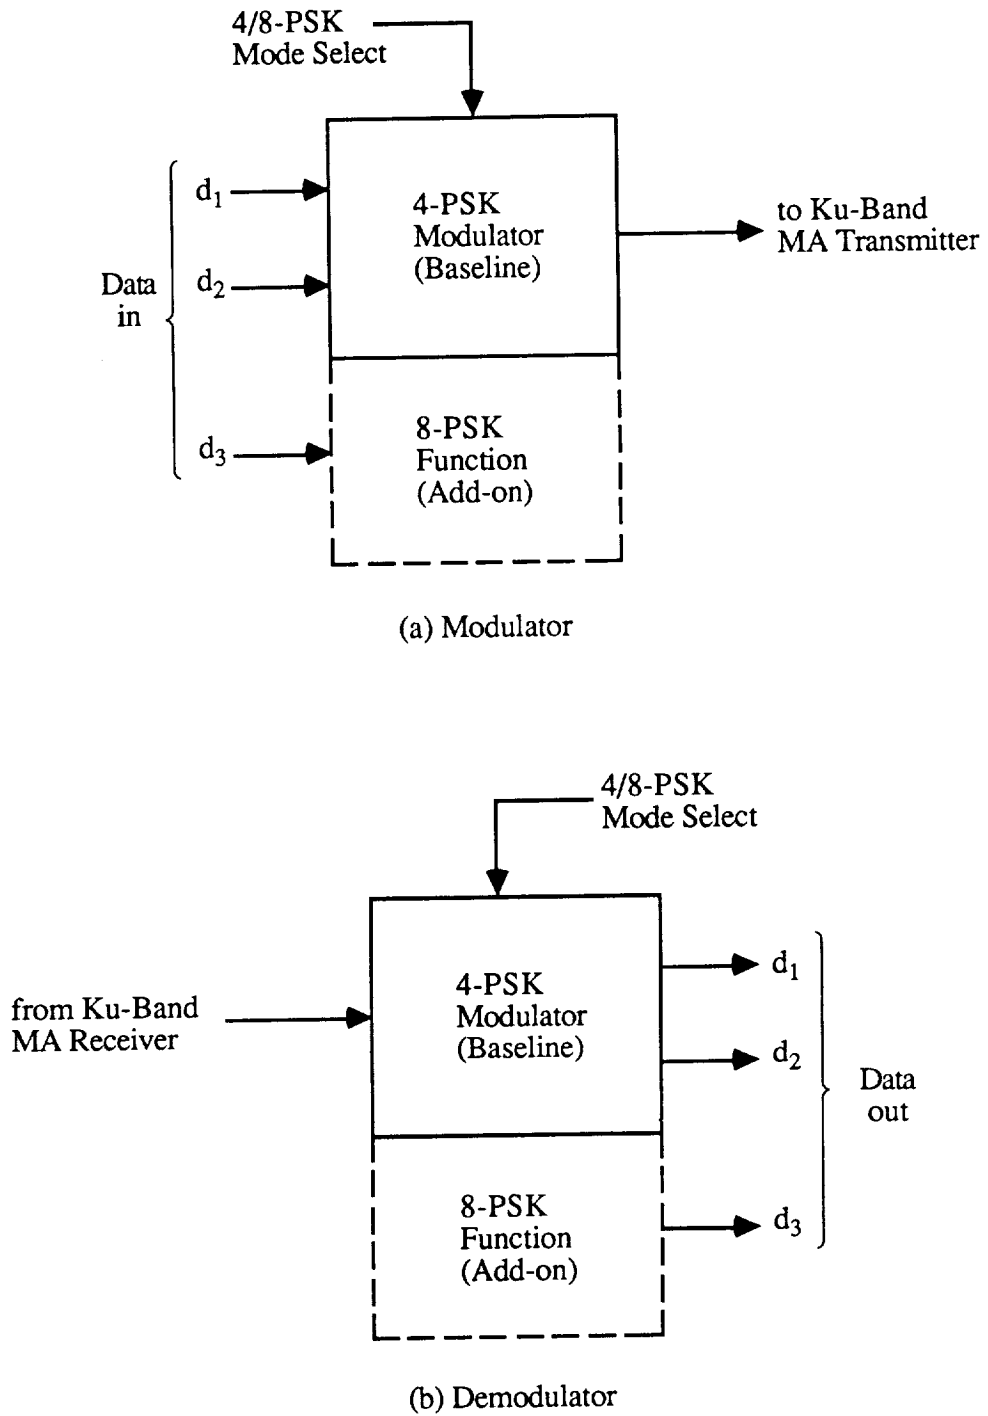 4/8-PSK
Mode Select
d1
d2
d3
Data
in
4-PSK
Modulator
(Baseline)
8-PSK
Function
(Add-on)
to Ku-Band
MA Transmitter
(a) Modulator
4/8-PSK
Mode Select
from Ku-Band
MA Receiver
4-PSK
Modulator
(Baseline)
8-PSK
Function
(Add-on)
d1
d2
d3
Data
out
(b) Demodulator